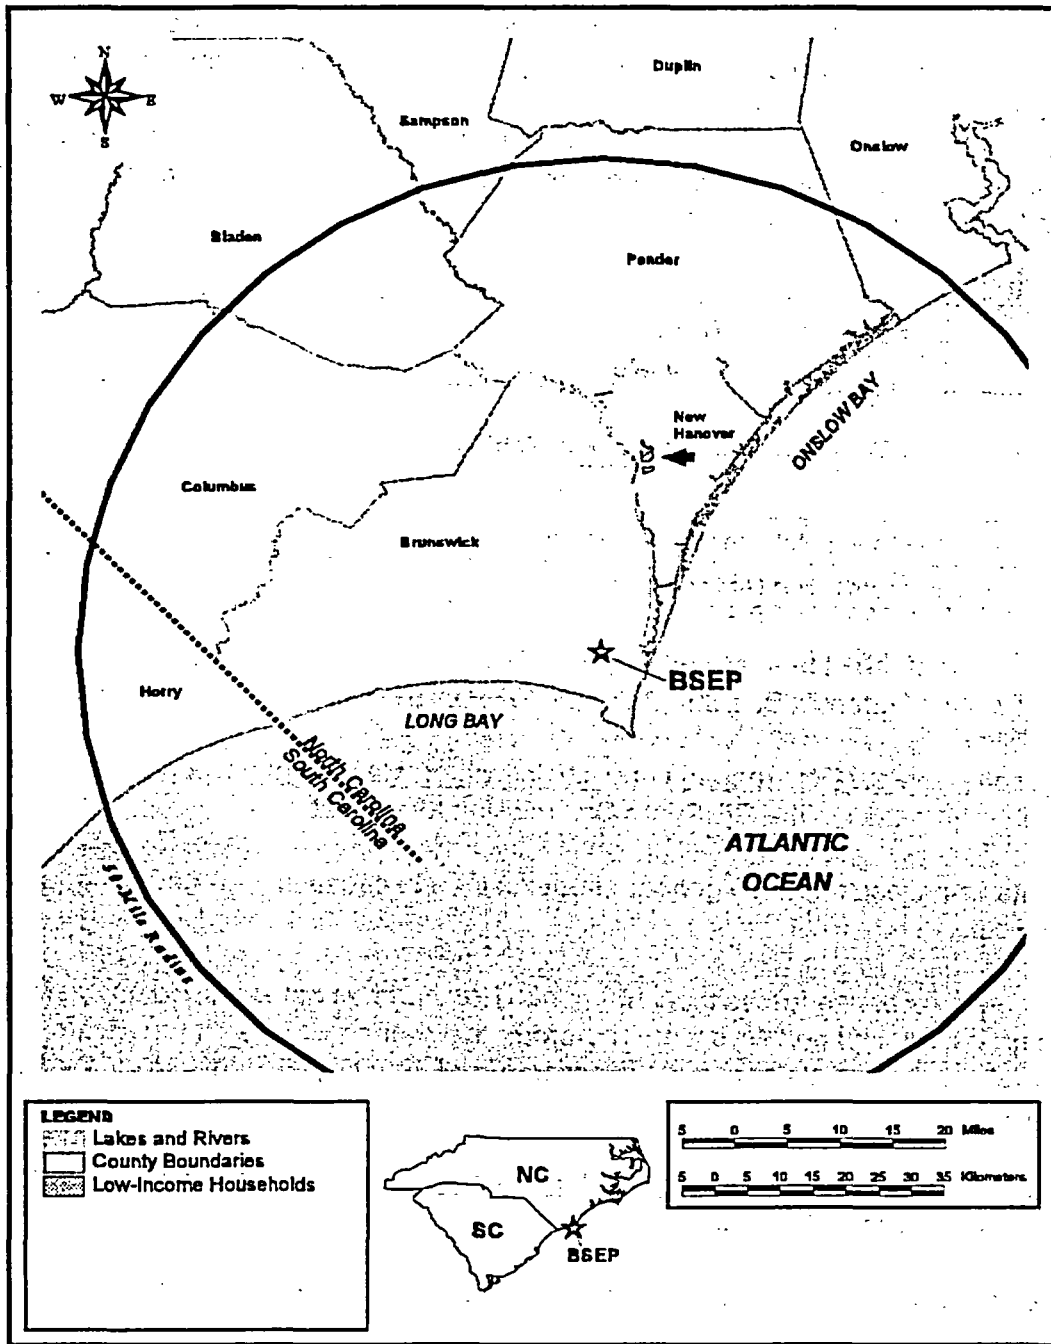 N
W E
S
Duplin
Sampson
Onslow
Bladen
Pender
New
Hanover
ONSLOW BAY
Columbus
Brunswick
BSEP
Horry
LONG BAY
North Carolina
South Carolina
ATLANTIC
OCEAN
50-Mile Radius
LEGEND
Lakes and Rivers
County Boundaries
Low-Income Households
NC
SC
BSEP
5 0 5 10 15 20 Miles
5 0 5 10 15 20 25 30 35 Kilometers